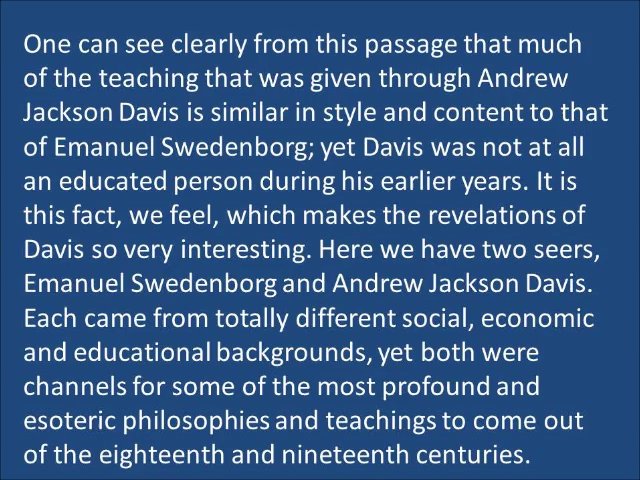 One can see clearly from this passage that much
of the teaching that was given through Andrew
Jackson Davis is similar in style and content to that
of Emanuel Swedenborg; yet Davis was not at all
an educated person during his earlier years. It is
this fact, we feel, which makes the revelations of
Davis so very interesting. Here we have two seers,
Emanuel Swedenborg and Andrew Jackson Davis.
Each came from totally different social, economic
and educational backgrounds, yet both were
channels for some of the most profound and
esoteric philosophies and teachings to come out
of the eighteenth and nineteenth centuries.